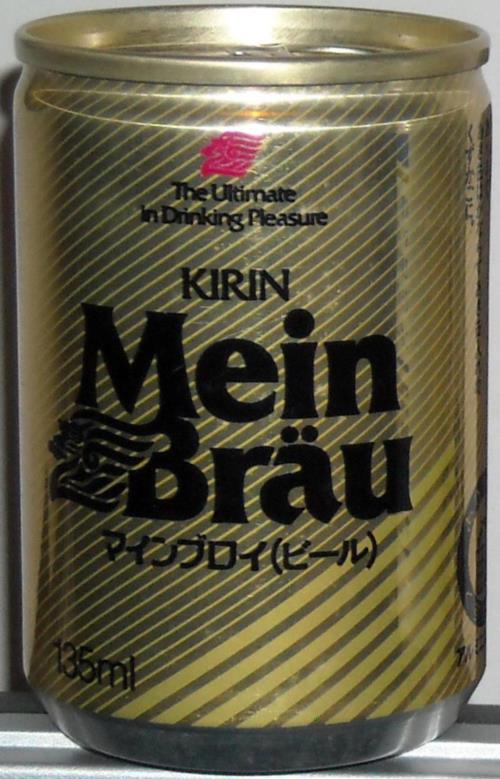 The Ultimate
In Drinking Pleasure
KIRIN
Mein
Bräu
マインブロイ(ビール)
135ml